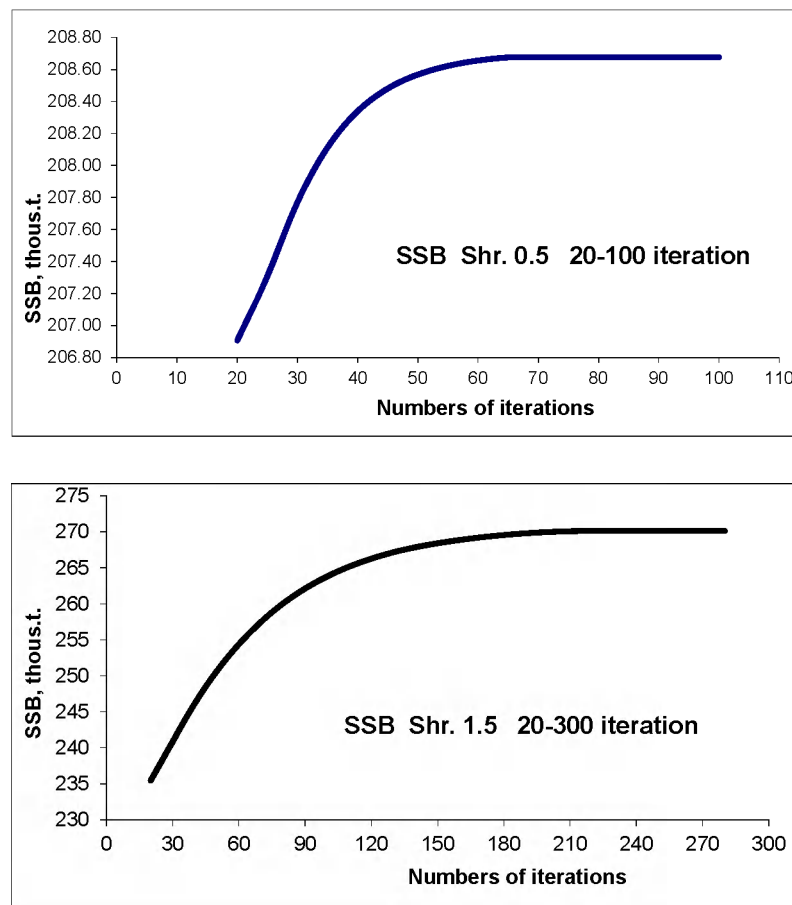 208.80
208.60
208.40
208.20
208.00
207.80
207.60
207.40
207.20
207.00
206.80
SSB, thous.t.
SSB Shr. 0.5 20-100 iteration
0 10 20 30 40 50 60 70 80 90 100 110
Numbers of iterations
275
270
265
260
255
250
245
240
235
230
SSB, thous.t.
SSB Shr. 1.5 20-300 iteration
0 30 60 90 120 150 180 210 240 270 300
Numbers of iterations